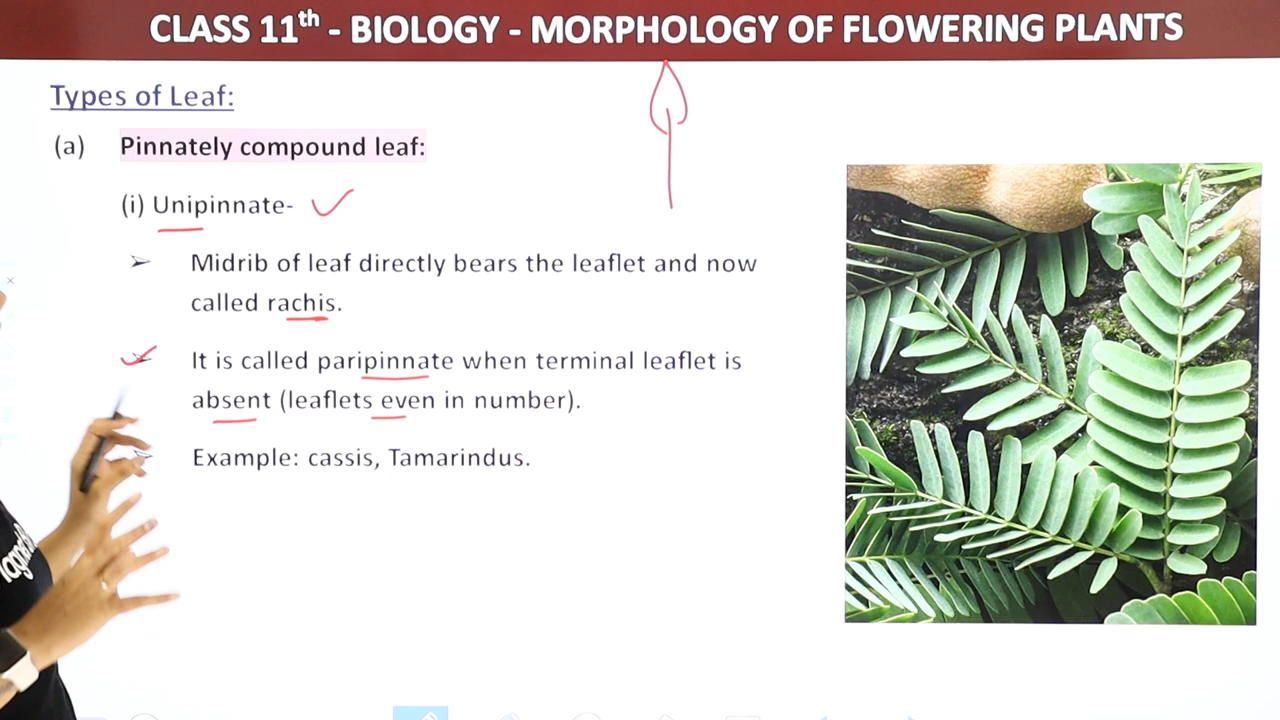 CLASS 11th - BIOLOGY - MORPHOLOGY OF FLOWERING PLANTS
Types of Leaf:
(a) Pinnately compound leaf:
(i) Unipinnate-
Midrib of leaf directly bears the leaflet and now
called rachis.
It is called paripinnate when terminal leaflet is
absent (leaflets even in number).
Example: cassis, Tamarindus.